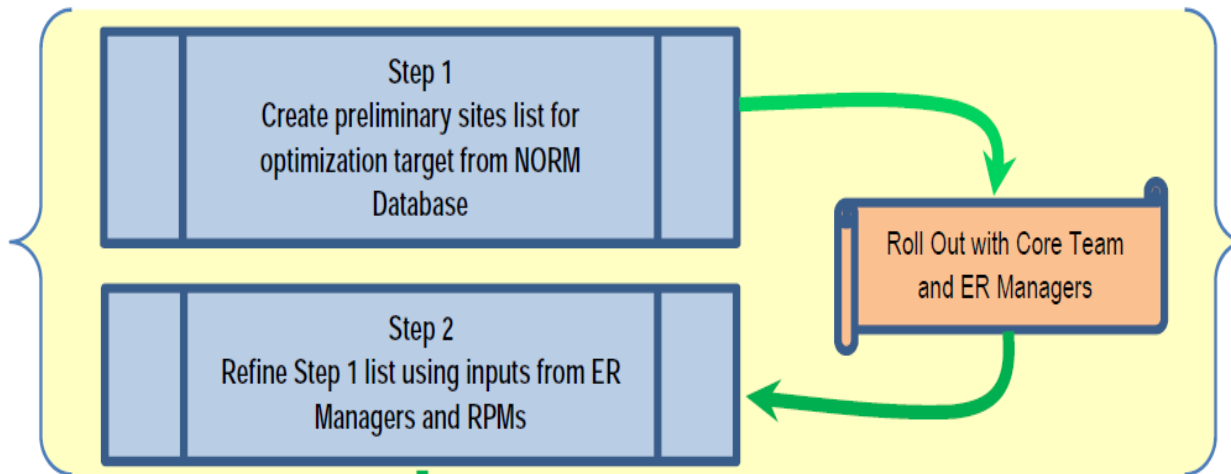 Step 1
Create preliminary sites list for
optimization target from NORM
Database
Roll Out with Core Team
and ER Managers
Step 2
Refine Step 1 list using inputs from ER
Managers and RPMs